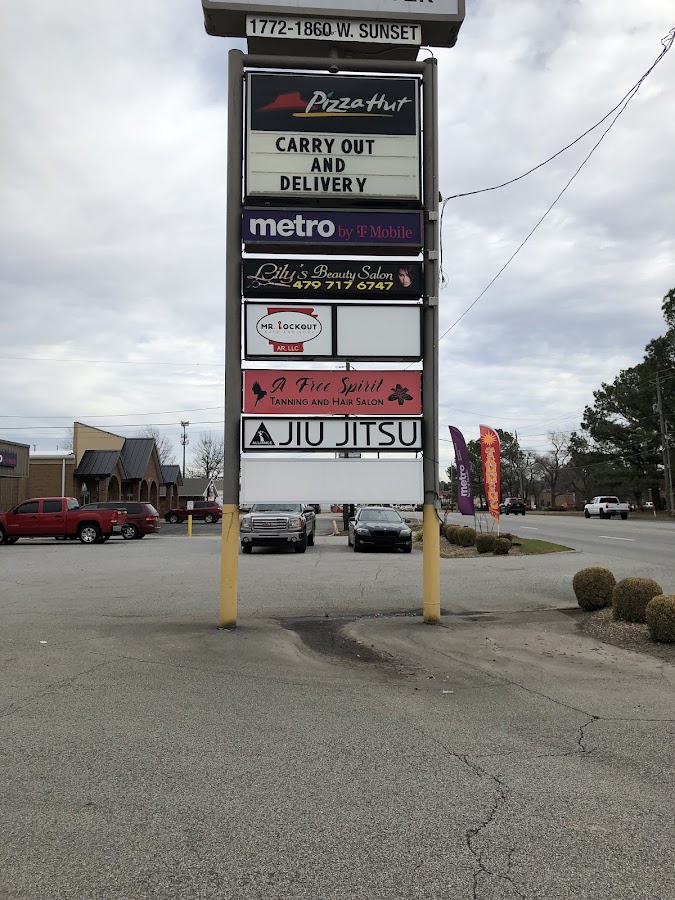 1772-1860 W. SUNSET
Pizza Hut
CARRY OUT
AND
DELIVERY
metro by T Mobile
Lily's Beauty Salon
479 717 6747
MR. LOCKOUT
AR, LLC
A Free Spirit
TANNING AND HAIR SALON
JIU JITSU
metro